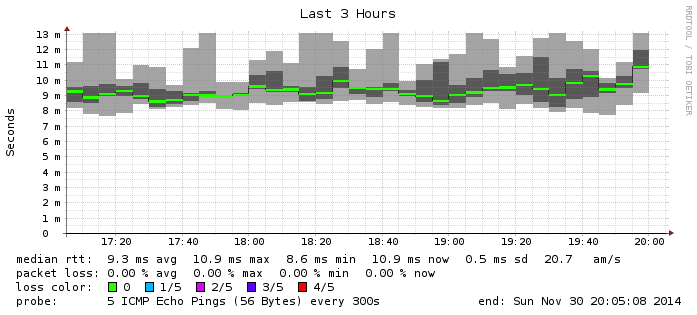 Last 3 Hours
RRDTOOL / TOBI OETIKER
Seconds
13 m
12 m
11 m
10 m
9 m
8 m
7 m
6 m
5 m
4 m
3 m
2 m
1 m
0
17:20 17:40 18:00 18:20 18:40 19:00 19:20 19:40 20:00
median rtt: 9.3 ms avg 10.9 ms max 8.6 ms min 10.9 ms now 0.5 ms sd 20.7 am/s
packet loss: 0.00 % avg 0.00 % max 0.00 % min 0.00 % now
loss color: 0 1/5 2/5 3/5 4/5
probe: 5 ICMP Echo Pings (56 Bytes) every 300s end: Sun Nov 30 20:05:08 2014